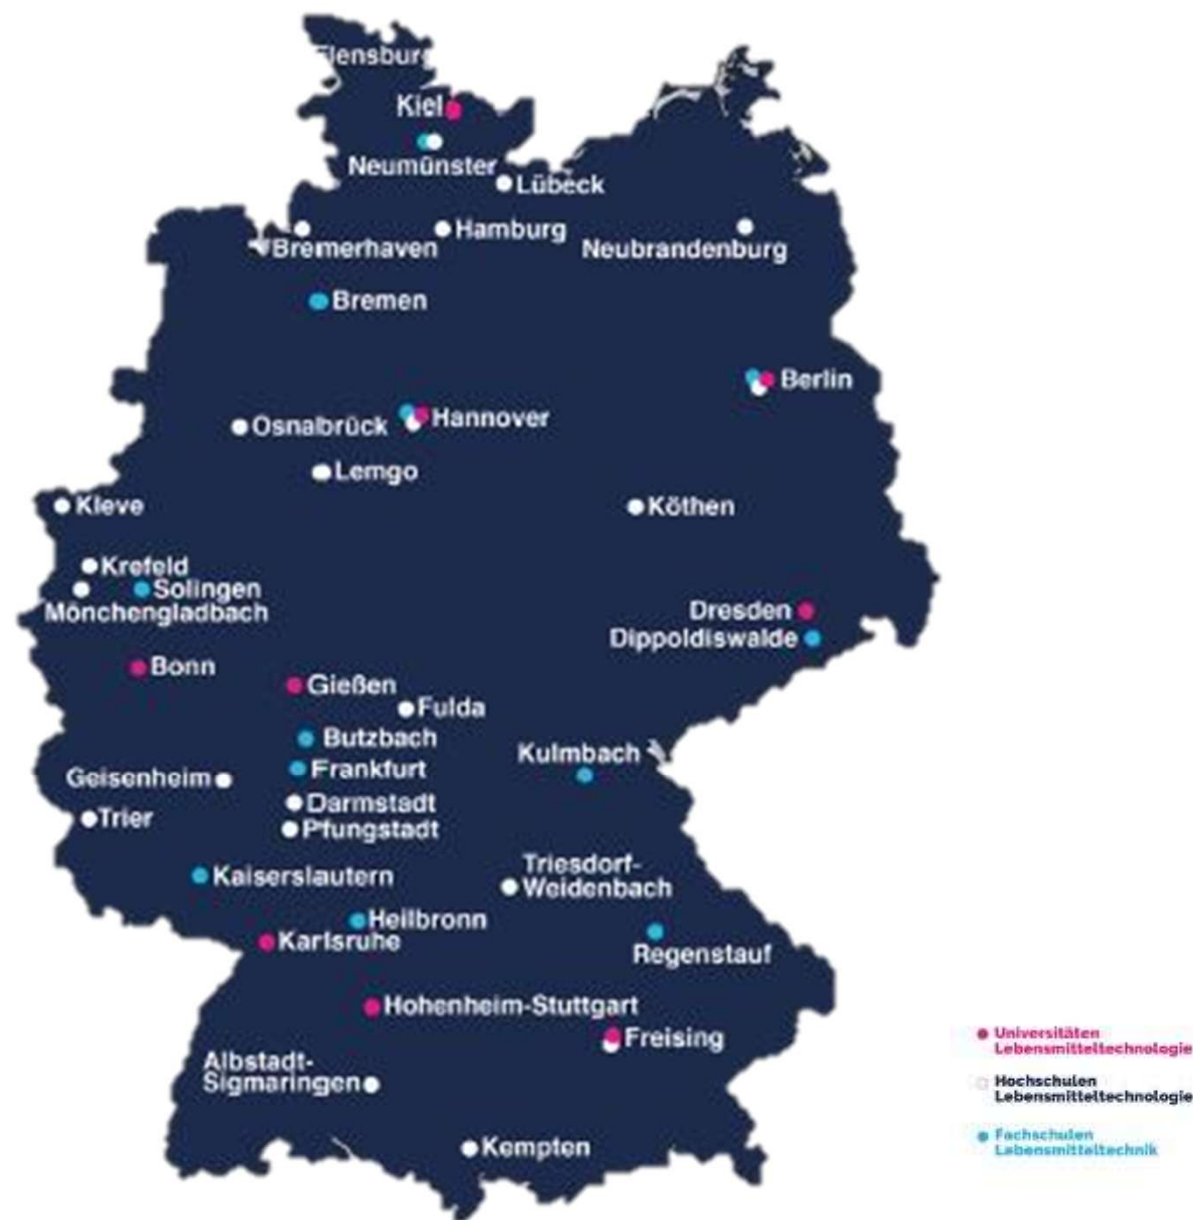 Flensburg
Kiel
Neumünster
Lübeck
Hamburg
Bremerhaven
Neubrandenburg
Bremen
Berlin
Hannover
Osnabrück
Lemgo
Kleve
Köthen
Krefeld
Solingen
Mönchengladbach
Dresden
Dippoldiswalde
Bonn
Gießen
Fulda
Butzbach
Kulmbach
Frankfurt
Geisenheim
Darmstadt
Trier
Pfungstadt
Triesdorf-
Weidenbach
Kaiserslautern
Heilbronn
Karlsruhe
Regenstauf
Hohenheim-Stuttgart
Freising
Albstadt-
Sigmaringen
Kempten
Universitäten
Lebensmitteltechnologie
Hochschulen
Lebensmitteltechnologie
Fachschulen
Lebensmitteltechnik